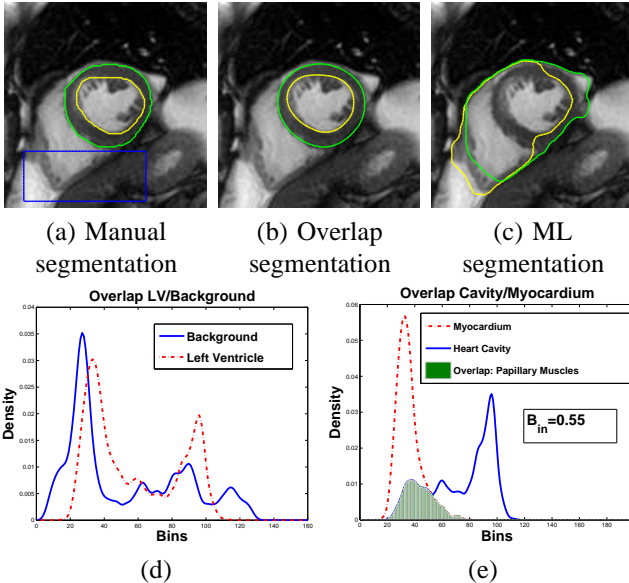 (a) Manual segmentation
(b) Overlap segmentation
(c) ML segmentation
Overlap LV/Background
0.04
0.035
0.03
0.025
0.02
0.015
0.01
0.005
0
Density
Background
Left Ventricle
0 20 40 60 80 100 120 140 160
Bins
(d)
Overlap Cavity/Myocardium
0.06
0.05
0.04
0.03
0.02
0.01
0
Density
Myocardium
Heart Cavity
Overlap: Papillary Muscles
B_in=0.55
0 20 40 60 80 100 120 140 160
Bins
(e)